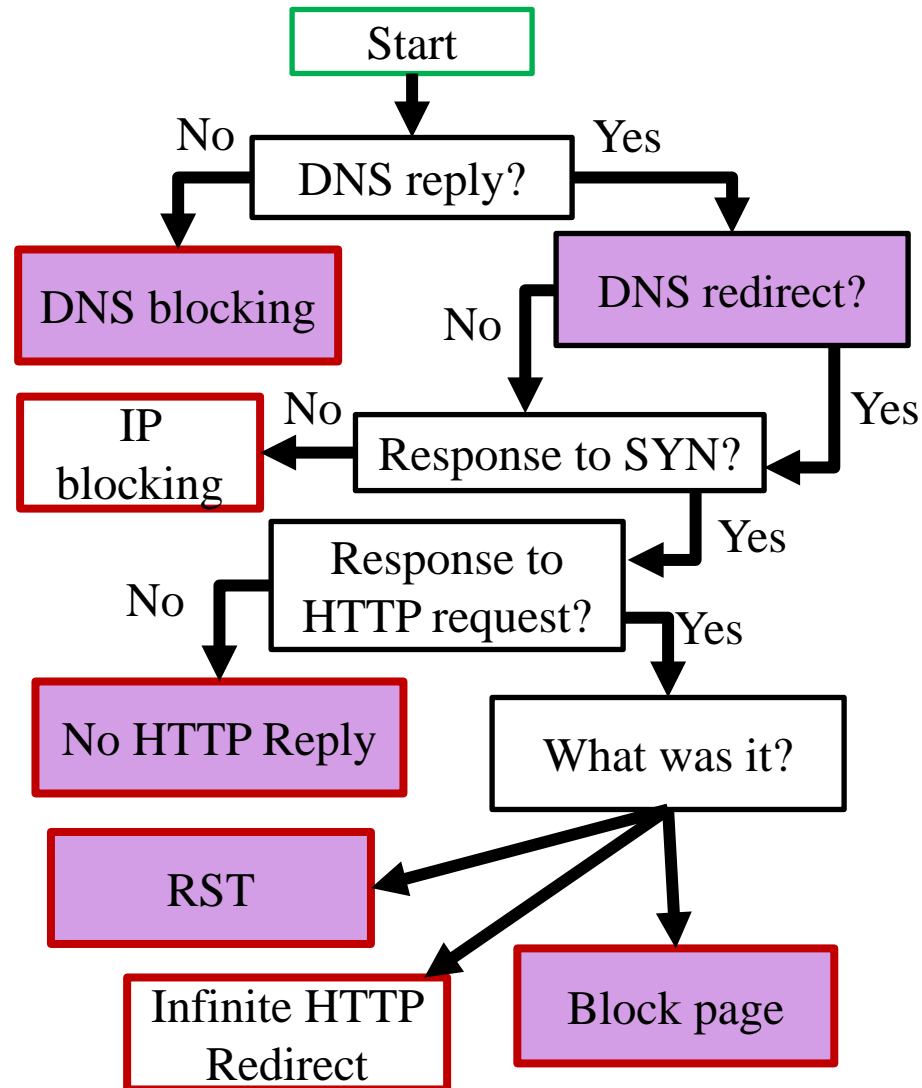 Start
No
Yes
DNS reply?
DNS blocking
DNS redirect?
No
Yes
IP
blocking
No
Response to SYN?
Yes
Response to
HTTP request?
No
Yes
No HTTP Reply
What was it?
RST
Infinite HTTP
Redirect
Block page